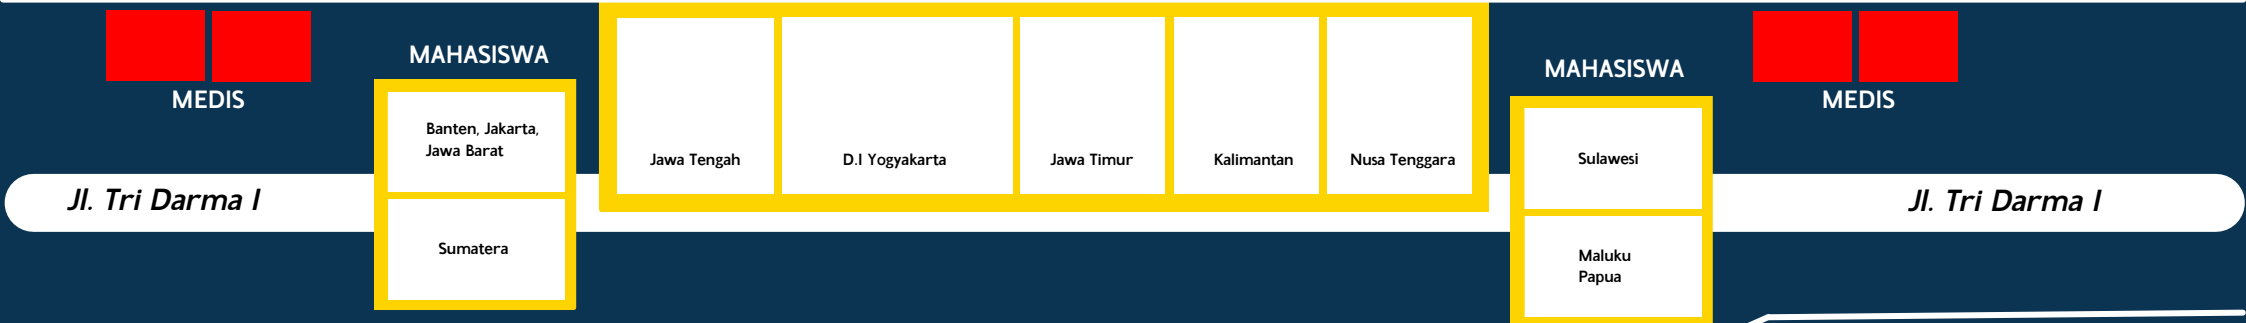 MEDIS
MAHASISWA
Banten, Jakarta,
Jawa Barat
Sumatera
Jl. Tri Darma I
Jawa Tengah
D.I Yogyakarta
Jawa Timur
Kalimantan
Nusa Tenggara
MAHASISWA
Sulawesi
Maluku
Papua
MEDIS
Jl. Tri Darma I